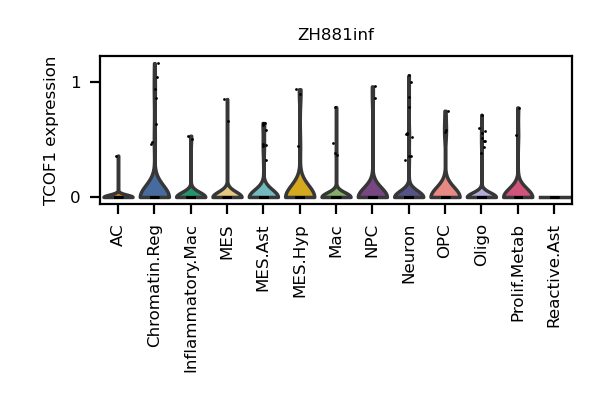 ZH881inf
TCOF1 expression
1
0
AC
Chromatin.Reg
Inflammatory.Mac
MES
MES.Ast
MES.Hyp
Mac
NPC
Neuron
OPC
Oligo
Prolif.Metab
Reactive.Ast